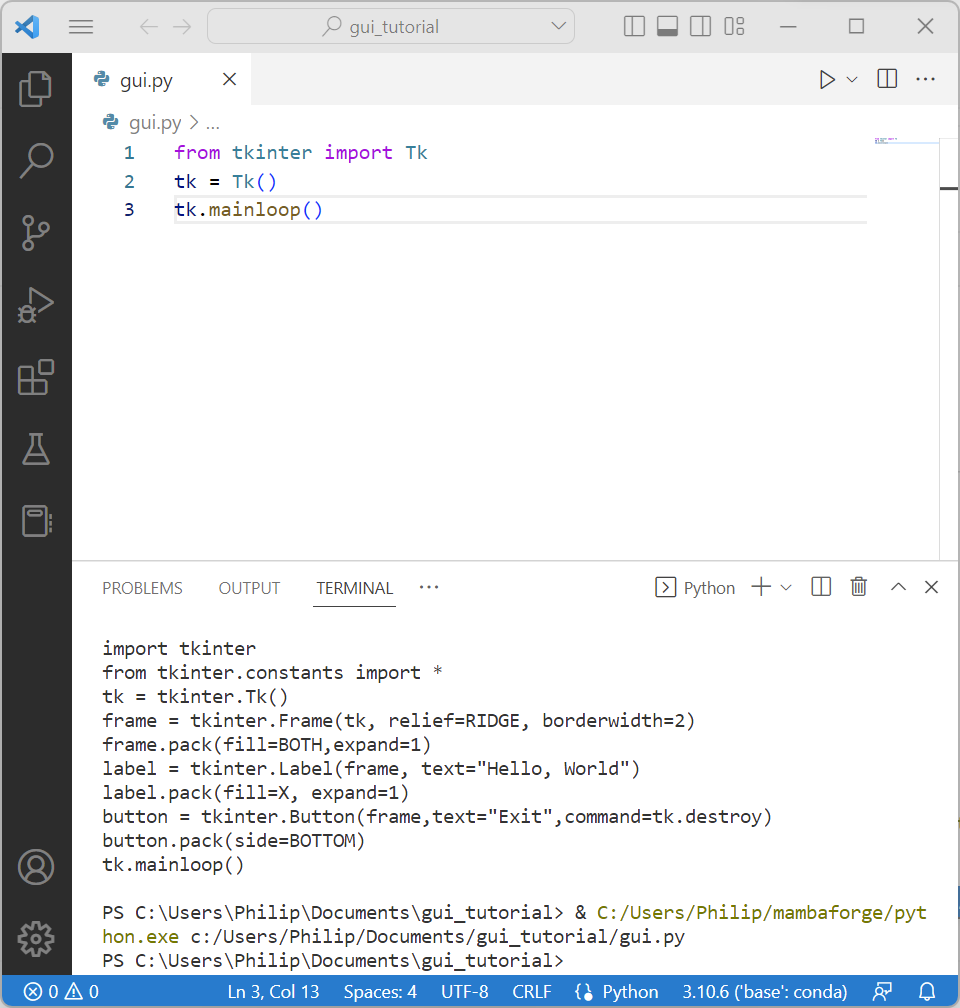 gui_tutorial
gui.py
gui.py > ...
1 from tkinter import Tk
2 tk = Tk()
3 tk.mainloop()
PROBLEMS OUTPUT TERMINAL ··· Python
import tkinter
from tkinter.constants import *
tk = tkinter.Tk()
frame = tkinter.Frame(tk, relief=RIDGE, borderwidth=2)
frame.pack(fill=BOTH,expand=1)
label = tkinter.Label(frame, text="Hello, World")
label.pack(fill=X, expand=1)
button = tkinter.Button(frame,text="Exit",command=tk.destroy)
button.pack(side=BOTTOM)
tk.mainloop()
PS C:\Users\Philip\Documents\gui_tutorial> & C:/Users/Philip/mambaforge/pyt
hon.exe c:/Users/Philip/Documents/gui_tutorial/gui.py
PS C:\Users\Philip\Documents\gui_tutorial>
0 0 Ln 3, Col 13 Spaces: 4 UTF-8 CRLF Python 3.10.6 ('base': conda)